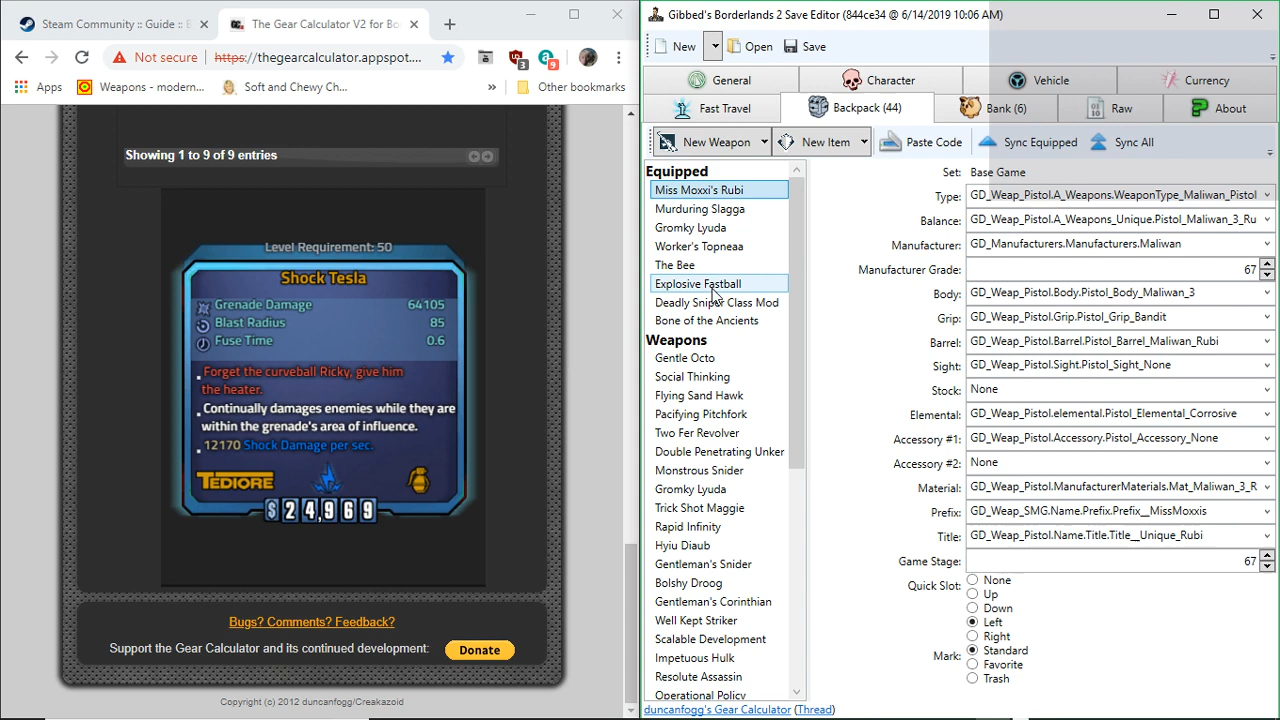 Steam Community :: Guide :: B
The Gear Calculator V2 for Bo
Not secure
https://thegearcalculator.appspot....
3
9
Apps
Weapons - modern...
Soft and Chewy Ch...
»
Other bookmarks
Showing 1 to 9 of 9 entries
Level Requirement: 50
Shock Tesla
Grenade Damage 64105
Blast Radius 85
Fuse Time 0.6
Forget the curveball Ricky, give him
the heater.
Continually damages enemies while they are
within the grenade's area of influence.
12170 Shock Damage per sec.
TEDIORE
$ 24,969
Bugs? Comments? Feedback?
Support the Gear Calculator and its continued development:
Donate
Copyright (c) 2012 duncanfogg/Creakazoid
Gibbed's Borderlands 2 Save Editor (844ce34 @ 6/14/2019 10:06 AM)
New
Open
Save
General
Character
Vehicle
Currency
Fast Travel
Backpack (44)
Bank (6)
Raw
About
New Weapon
New Item
Paste Code
Sync Equipped
Sync All
Equipped
Miss Moxxi's Rubi
Murduring Slagga
Gromky Lyuda
Worker's Topneaa
The Bee
Explosive Fastball
Deadly Sniper Class Mod
Bone of the Ancients
Weapons
Gentle Octo
Social Thinking
Flying Sand Hawk
Pacifying Pitchfork
Two Fer Revolver
Double Penetrating Unker
Monstrous Snider
Gromky Lyuda
Trick Shot Maggie
Rapid Infinity
Hyiu Diaub
Gentleman's Snider
Bolshy Droog
Gentleman's Corinthian
Well Kept Striker
Scalable Development
Impetuous Hulk
Resolute Assassin
Operational Policy
Set: Base Game
Type: GD_Weap_Pistol.A_Weapons.WeaponType_Maliwan_Pistol
Balance: GD_Weap_Pistol.A_Weapons_Unique.Pistol_Maliwan_3_Ru
Manufacturer: GD_Manufacturers.Manufacturers.Maliwan
Manufacturer Grade: 67
Body: GD_Weap_Pistol.Body.Pistol_Body_Maliwan_3
Grip: GD_Weap_Pistol.Grip.Pistol_Grip_Bandit
Barrel: GD_Weap_Pistol.Barrel.Pistol_Barrel_Maliwan_Rubi
Sight: GD_Weap_Pistol.Sight.Pistol_Sight_None
Stock: None
Elemental: GD_Weap_Pistol.elemental.Pistol_Elemental_Corrosive
Accessory #1: GD_Weap_Pistol.Accessory.Pistol_Accessory_None
Accessory #2: None
Material: GD_Weap_Pistol.ManufacturerMaterials.Mat_Maliwan_3_R
Prefix: GD_Weap_SMG.Name.Prefix.Prefix__MissMoxxis
Title: GD_Weap_Pistol.Name.Title.Title__Unique_Rubi
Game Stage: 67
Quick Slot: None
Up
Down
Left
Right
Mark: Standard
Favorite
Trash
duncanfogg's Gear Calculator (Thread)